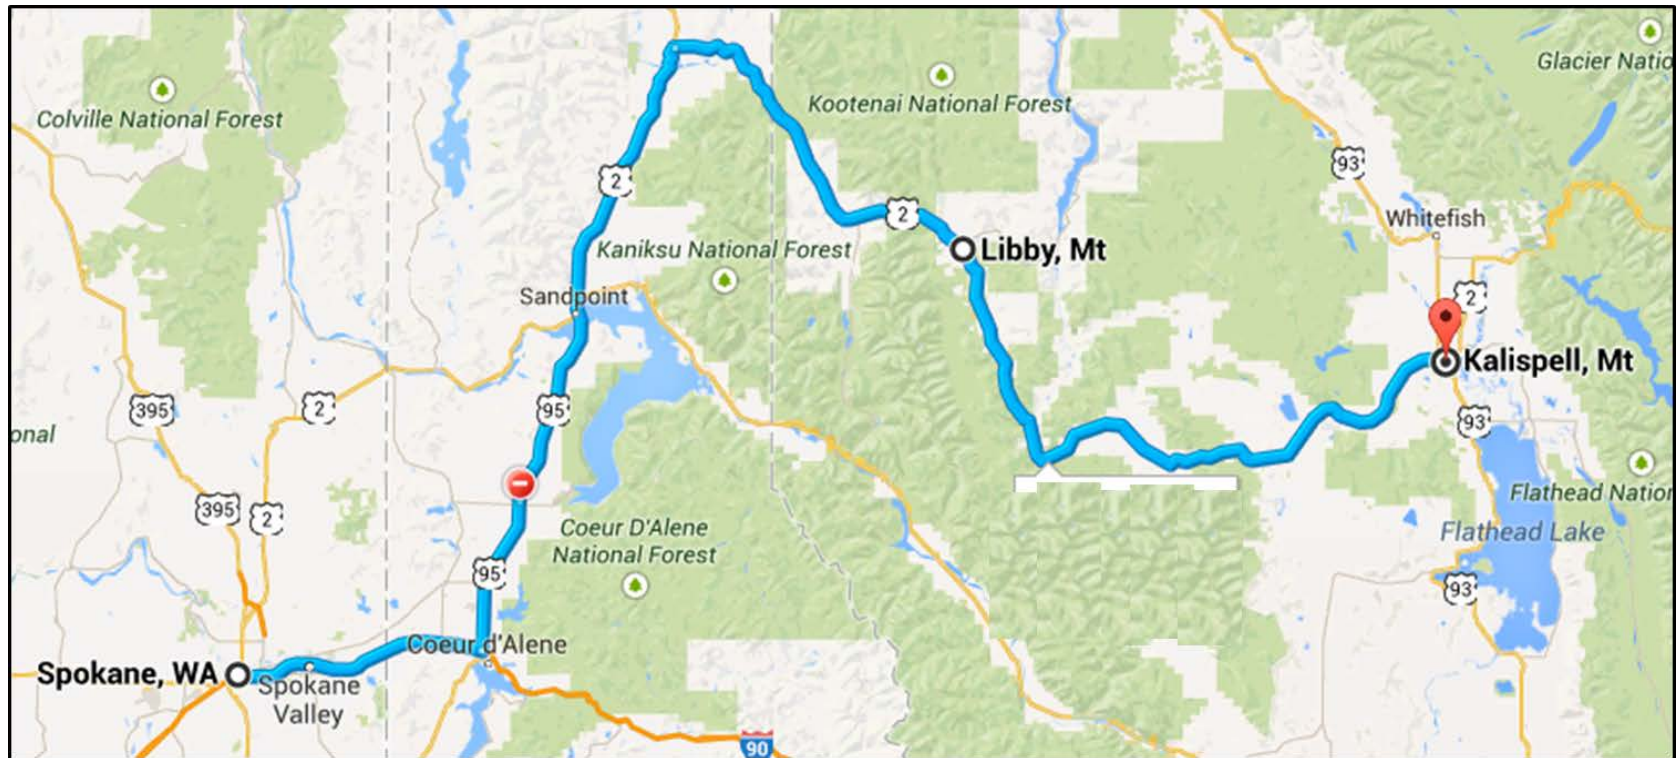 Glacier Natio
Colville National Forest
Kootenai National Forest
93
2
2
Whitefish
Kaniksu National Forest
Libby, Mt
Sandpoint
2
Kalispell, Mt
395
2
95
93
onal
395
2
Flathead Nation
Coeur D'Alene
National Forest
Flathead Lake
95
93
Coeur d'Alene
Spokane, WA
Spokane
Valley
90